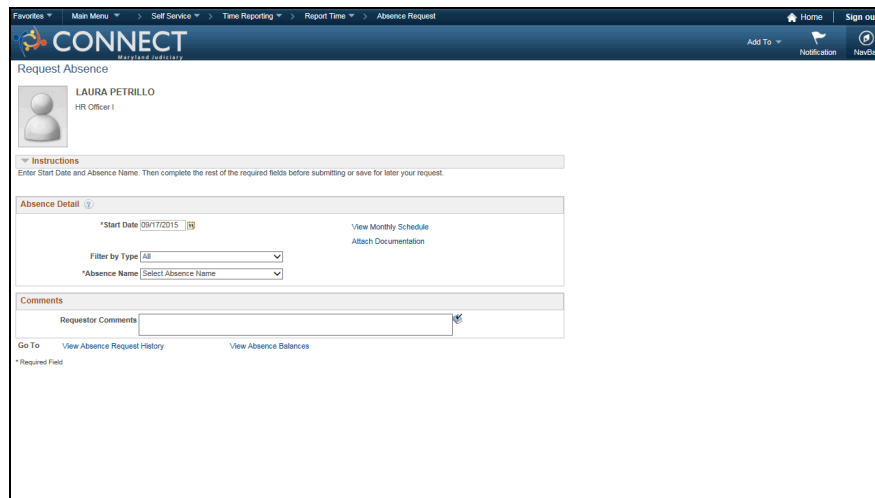 Favorites Main Menu > Self Service > Time Reporting > Report Time > Absence Request Home Sign ou
CONNECT Add To Notification NavBa
Maryland Judiciary
Request Absence
LAURA PETRILLO
HR Officer I
Instructions
Enter Start Date and Absence Name. Then complete the rest of the required fields before submitting or save for later your request.
Absence Detail ?
*Start Date 09/17/2015 View Monthly Schedule
Attach Documentation
Filter by Type All
*Absence Name Select Absence Name
Comments
Requestor Comments
Go To View Absence Request History View Absence Balances
* Required Field